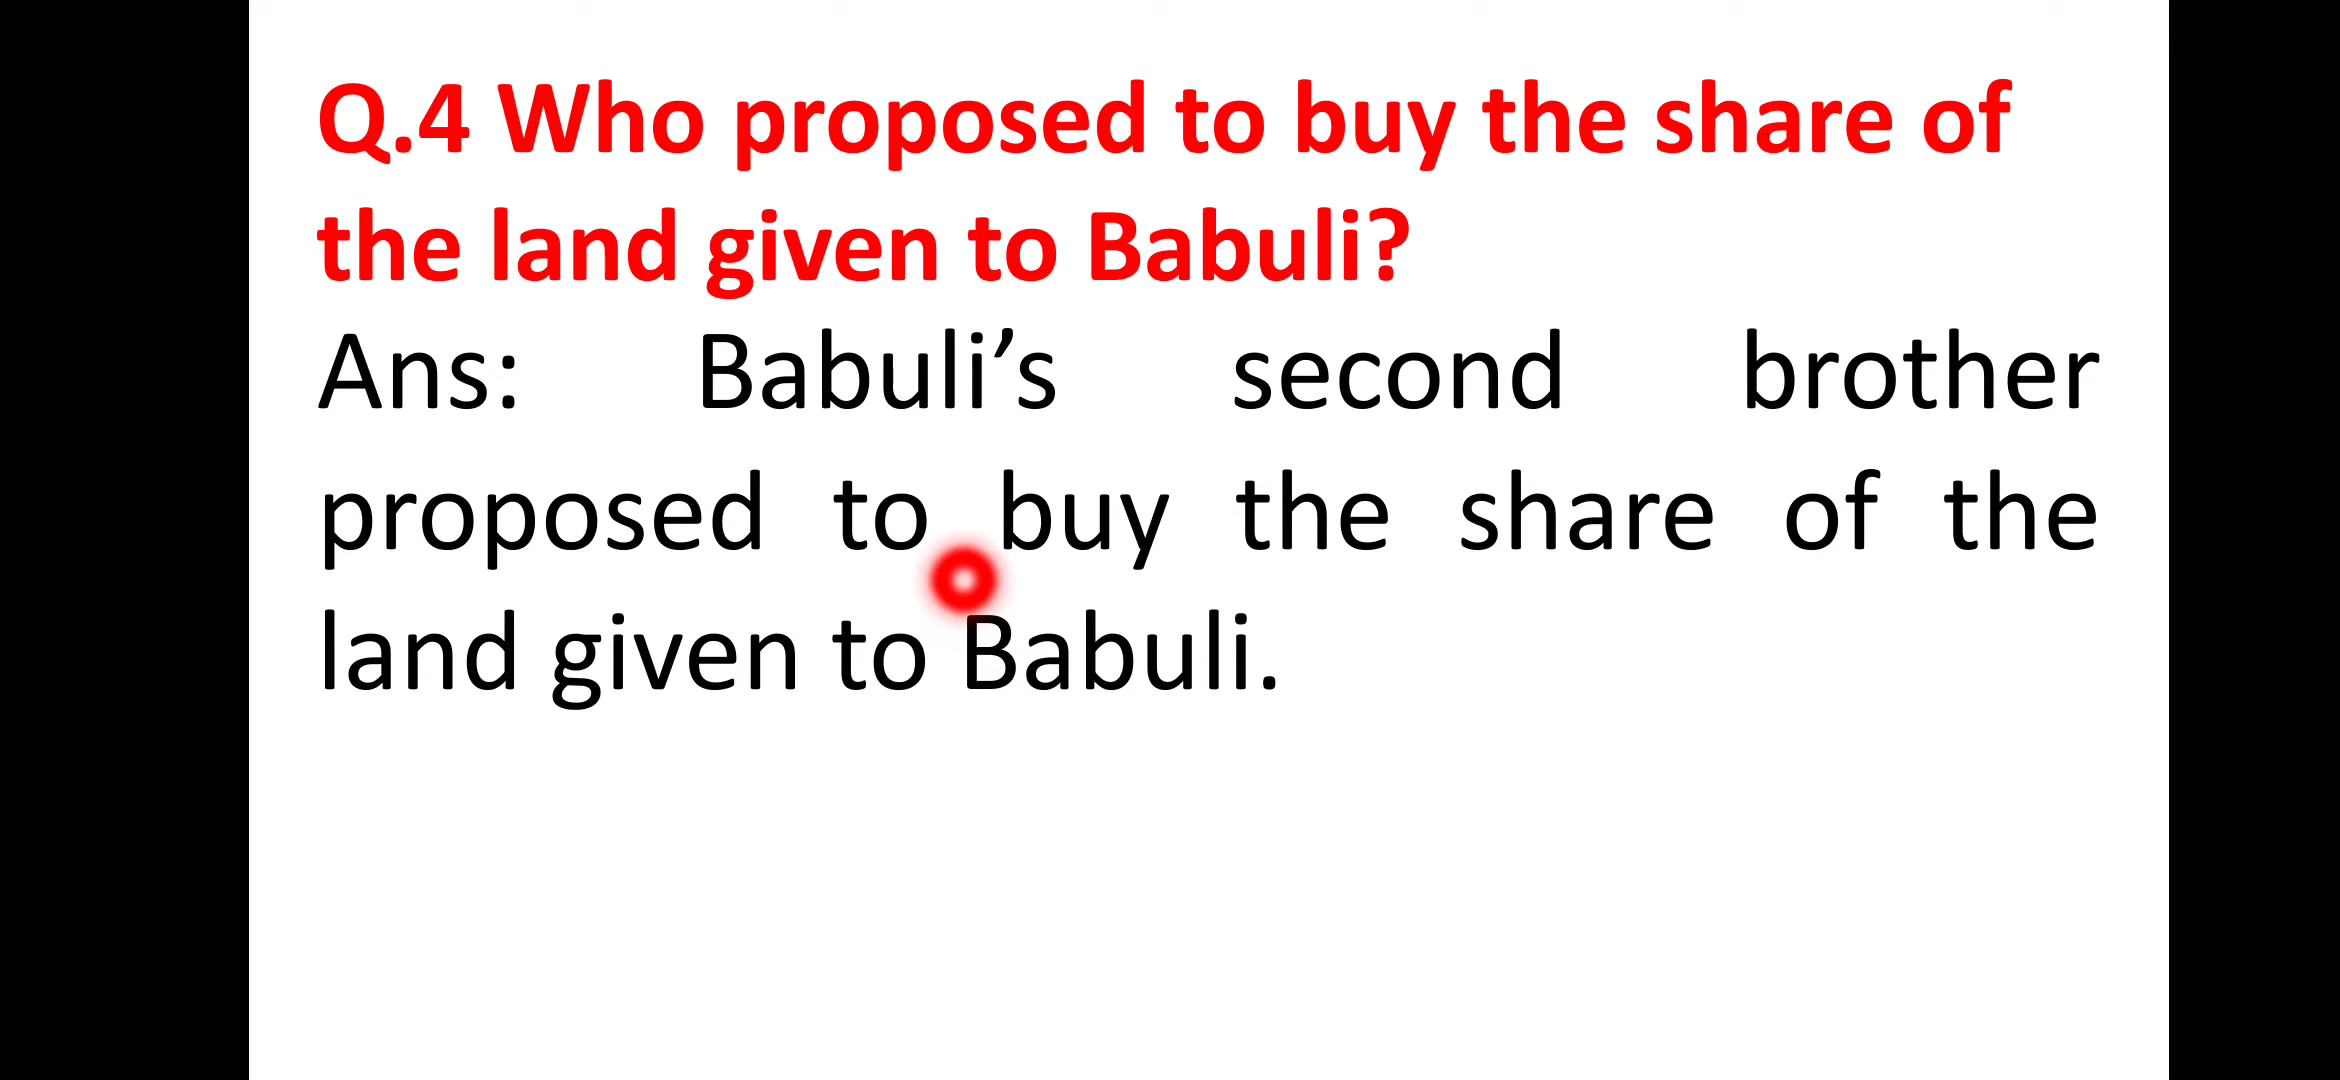 Q.4 Who proposed to buy the share of
the land given to Babuli?
Ans: Babuli’s second brother
proposed to buy the share of the
land given to Babuli.